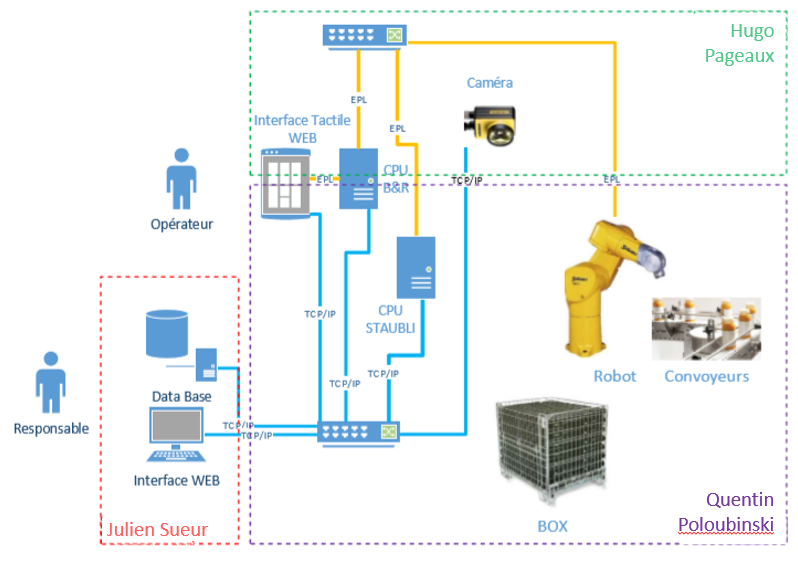 Hugo
Pageaux
Caméra
EPL
Interface Tactile
WEB
EPL
CPU
B&R
EPL
TCP/IP
EPL
Opérateur
CPU
STAUBLI
TCP/IP
Robot
Convoyeurs
TCP/IP
TCP/IP
Data Base
Responsable
TCP/IP
TCP/IP
Interface WEB
BOX
Quentin
Poloubinski
Julien Sueur